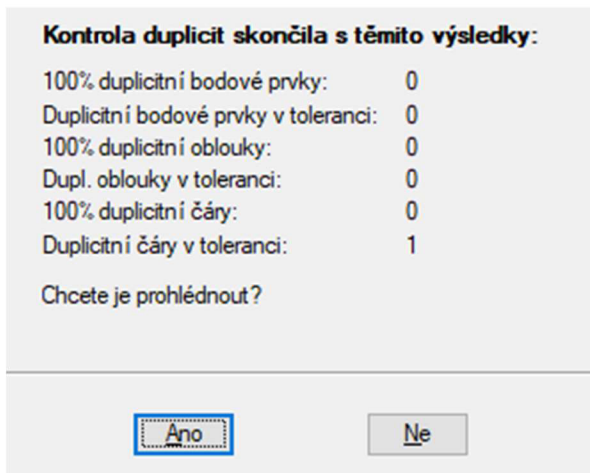 Kontrola duplicit skončila s těmito výsledky:
100% duplicitní bodové prvky: 0
Duplicitní bodové prvky v toleranci: 0
100% duplicitní oblouky: 0
Dupl. oblouky v toleranci: 0
100% duplicitní čáry: 0
Duplicitní čáry v toleranci: 1
Chcete je prohlédnout?
Ano Ne